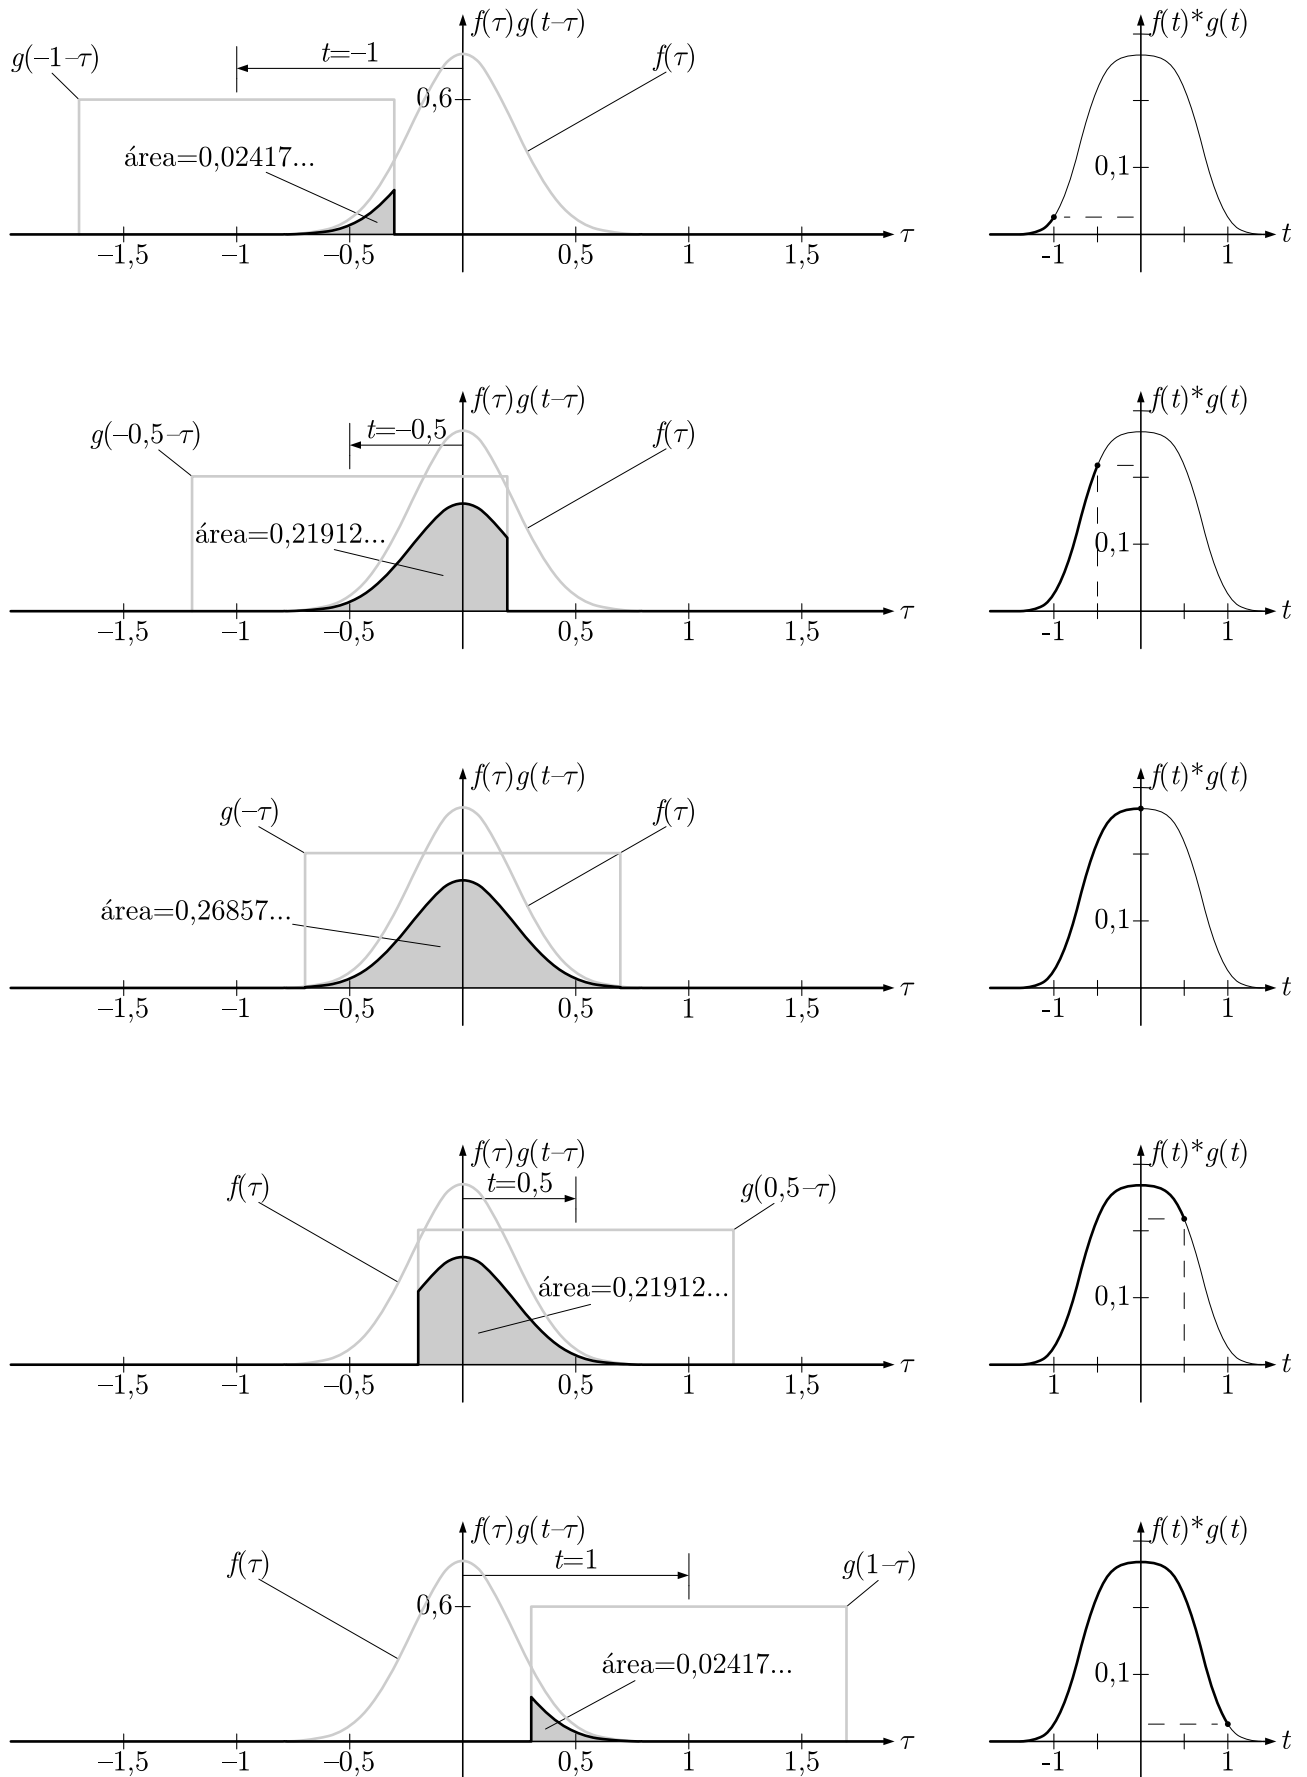 f(τ)g(t–τ)
f(t)*g(t)
g(–1–τ)
t=–1
f(τ)
0,6
área=0,02417...
0,1
–1,5 –1 –0,5 0,5 1 1,5 τ
-1 1 t
f(τ)g(t–τ)
f(t)*g(t)
g(–0,5–τ)
t=–0,5
f(τ)
área=0,21912...
0,1
–1,5 –1 –0,5 0,5 1 1,5 τ
-1 1 t
f(τ)g(t–τ)
f(t)*g(t)
g(–τ)
f(τ)
área=0,26857...
0,1
–1,5 –1 –0,5 0,5 1 1,5 τ
-1 1 t
f(τ)g(t–τ)
f(t)*g(t)
f(τ)
t=0,5
g(0,5–τ)
área=0,21912...
0,1
–1,5 –1 –0,5 0,5 1 1,5 τ
1 1 t
f(τ)g(t–τ)
f(t)*g(t)
f(τ)
t=1
g(1–τ)
0,6
área=0,02417...
0,1
–1,5 –1 –0,5 0,5 1 1,5 τ
-1 1 t